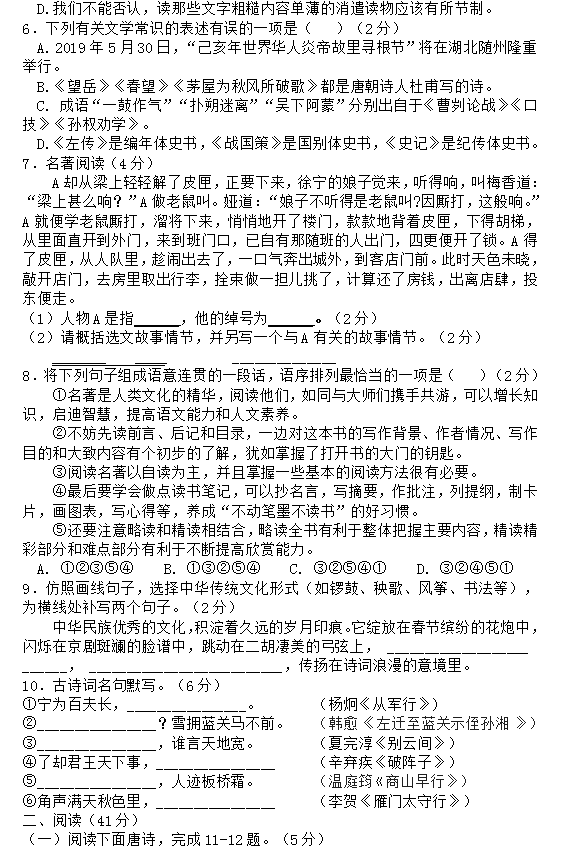 D.我们不能否认，读那些文字粗糙内容单薄的消遣读物应该有所节制。
6．下列有关文学常识的表述有误的一项是（　）(2分)
A. 2019年5月30日，“己亥年世界华人炎帝故里寻根节”将在湖北随州隆重
举行。
B.《望岳》《春望》《茅屋为秋风所破歌》都是唐朝诗人杜甫写的诗。
C. 成语“一鼓作气”“扑朔迷离”“吴下阿蒙”分别出自于《曹刿论战》《口
技》《孙权劝学》。
D.《左传》是编年体史书，《战国策》是国别体史书，《史记》是纪传体史书。
7．名著阅读(4分)
A却从梁上轻轻解了皮匣，正要下来，徐宁的娘子觉来，听得响，叫梅香道：
“梁上甚么响？”A做老鼠叫。娅道：“娘子不听得是老鼠叫?因厮打，这般响。”
A就便学老鼠厮打，溜将下来，悄悄地开了楼门，款款地背着皮匣，下得胡梯，
从里面直开到外门，来到班门口，已自有那随班的人出门，四更便开了锁。A得
了皮匣，从人队里，趁闹出去了，一口气奔出城外，到客店门前。此时天色未晓，
敲开店门，去房里取出行李，拴束做一担儿挑了，计算还了房钱，出离店肆，投
东便走。
(1)人物A是指______，他的绰号为______。(2分)
(2)请概括选文故事情节，并另写一个与A有关的故事情节。(2分)
8.将下列句子组成语意连贯的一段话，语序排列最恰当的一项是（　）(2分)
①名著是人类文化的精华，阅读他们，如同与大师们携手共游，可以增长知
识，启迪智慧，提高语文能力和人文素养。
②不妨先读前言、后记和目录，一边对这本书的写作背景、作者情况、写作
目的和大致内容有个初步的了解，犹如掌握了打开书的大门的钥匙。
③阅读名著以自读为主，并且掌握一些基本的阅读方法很有必要。
④最后要学会做点读书笔记，可以抄名言，写摘要，作批注，列提纲，制卡
片，画图表，写心得等，养成“不动笔墨不读书”的好习惯。
⑤还要注意略读和精读相结合，略读全书有利于整体把握主要内容，精读精
彩部分和难点部分有利于不断提高欣赏能力。
A. ①②③⑤④ B. ①③②⑤④ C. ③②⑤④① D. ③②④⑤①
9．仿照画线句子，选择中华传统文化形式（如锣鼓、秧歌、风筝、书法等），
为横线处补写两个句子。(2分)
中华民族优秀的文化,积淀着久远的岁月印痕。它绽放在春节缤纷的花炮中，
闪烁在京剧斑斓的脸谱中，跳动在二胡凄美的弓弦上，__________________
______，________________________，传扬在诗词浪漫的意境里。
10．古诗词名句默写。(6分)
①宁为百夫长，_______________。 （杨炯《从军行》）
②_______________？雪拥蓝关马不前。 （韩愈《左迁至蓝关示侄孙湘 》）
③_______________，谁言天地宽。 （夏完淳《别云间》）
④了却君王天下事，_______________ （辛弃疾《破阵子》）
⑤_______________，人迹板桥霜。 （温庭筠《商山早行》）
⑥角声满天秋色里，_______________ （李贺《雁门太守行》）
二、阅读(41分)
(一)阅读下面唐诗，完成11-12题。(5分)